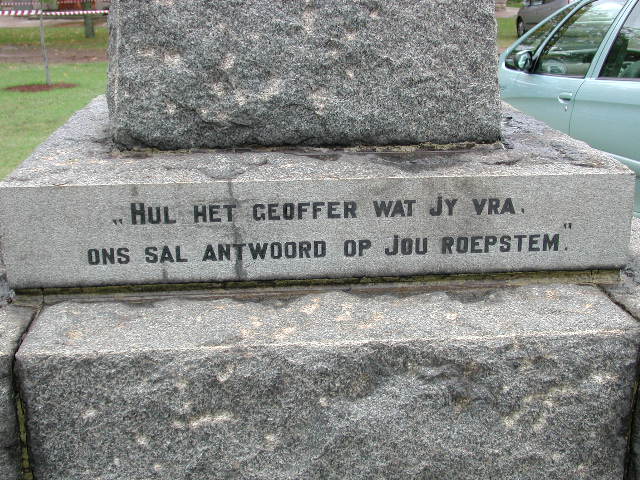 „HUL HET GEOFFER WAT JY VRA.
ONS SAL ANTWOORD OP JOU ROEPSTEM.”